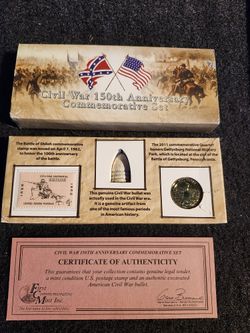 Civil War 150th Anniversary
Commemorative Set
The Battle of Shiloh commemorative
stamp was issued on April 7, 1962,
to honor the 100th anniversary
of the battle.
This genuine Civil War bullet
was actually used in the
Civil War era.
It is a genuine artifact from
one of the most famous periods in
American history.
The 2011 commemorative Quarter
honors Gettysburg National Military
Park, which is located at the site of the
Battle of Gettysburg, Pennsylvania.
CIVIL WAR 150TH ANNIVERSARY COMMEMORATIVE SET
CERTIFICATE OF AUTHENTICITY
This guarantees that your collection contains genuine legal tender,
a mint condition U.S. postage stamp and an authentic excavated
American Civil War bullet.
First
Commemorative
Mint Inc.